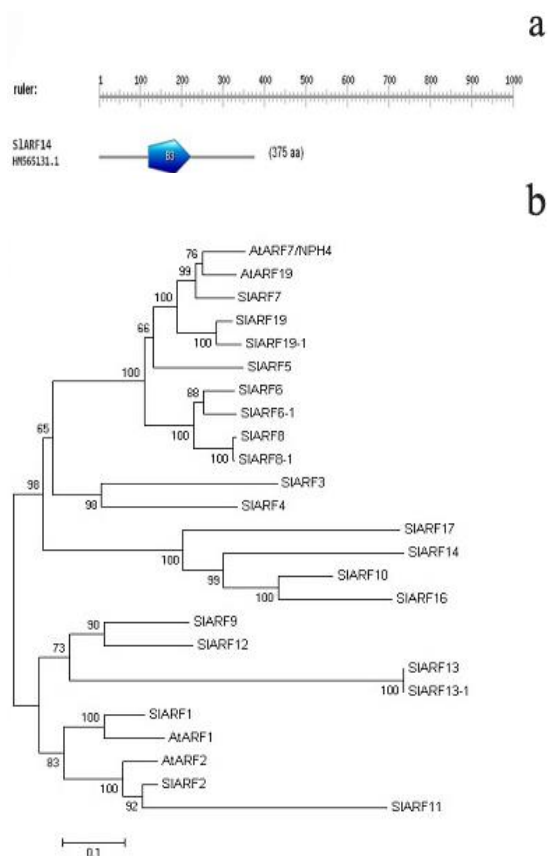 a
1 100 200 300 400 500 600 700 800 900 1000
ruler:
SlARF14
HM565131.1
B3
(375 aa)
b
76 AtARF7/NPH4
99 AtARF19
100 SlARF7
SlARF19
66 100 SlARF19-1
SlARF5
100 88 SlARF6
SlARF6-1
65 100 SlARF8
100 SlARF8-1
98 SlARF3
98 SlARF4
SlARF17
SlARF14
100 99 SlARF10
100 SlARF16
90 SlARF9
73 SlARF12
SlARF13
100 SlARF13-1
100 SlARF1
AtARF1
83 AtARF2
100 SlARF2
92 SlARF11
0.1